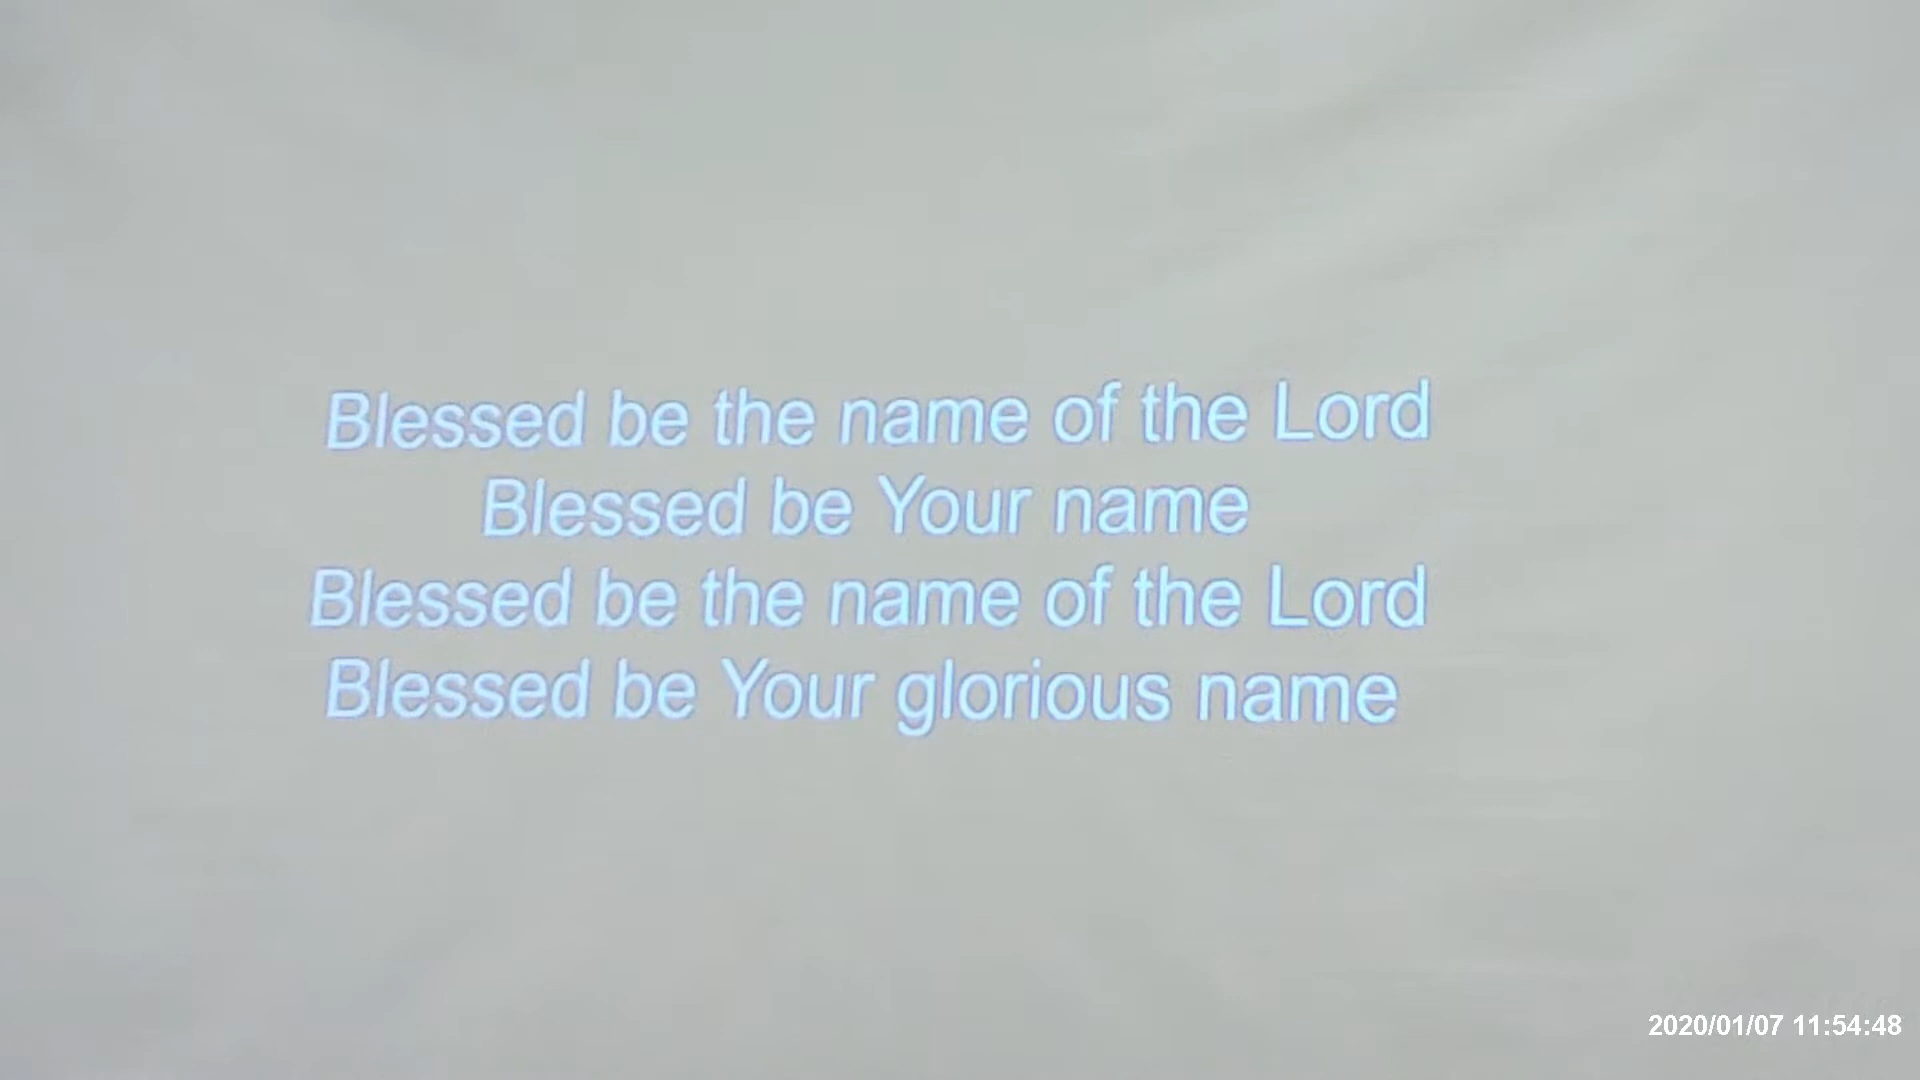 Blessed be the name of the Lord
Blessed be Your name
Blessed be the name of the Lord
Blessed be Your glorious name
2020/01/07 11:54:48